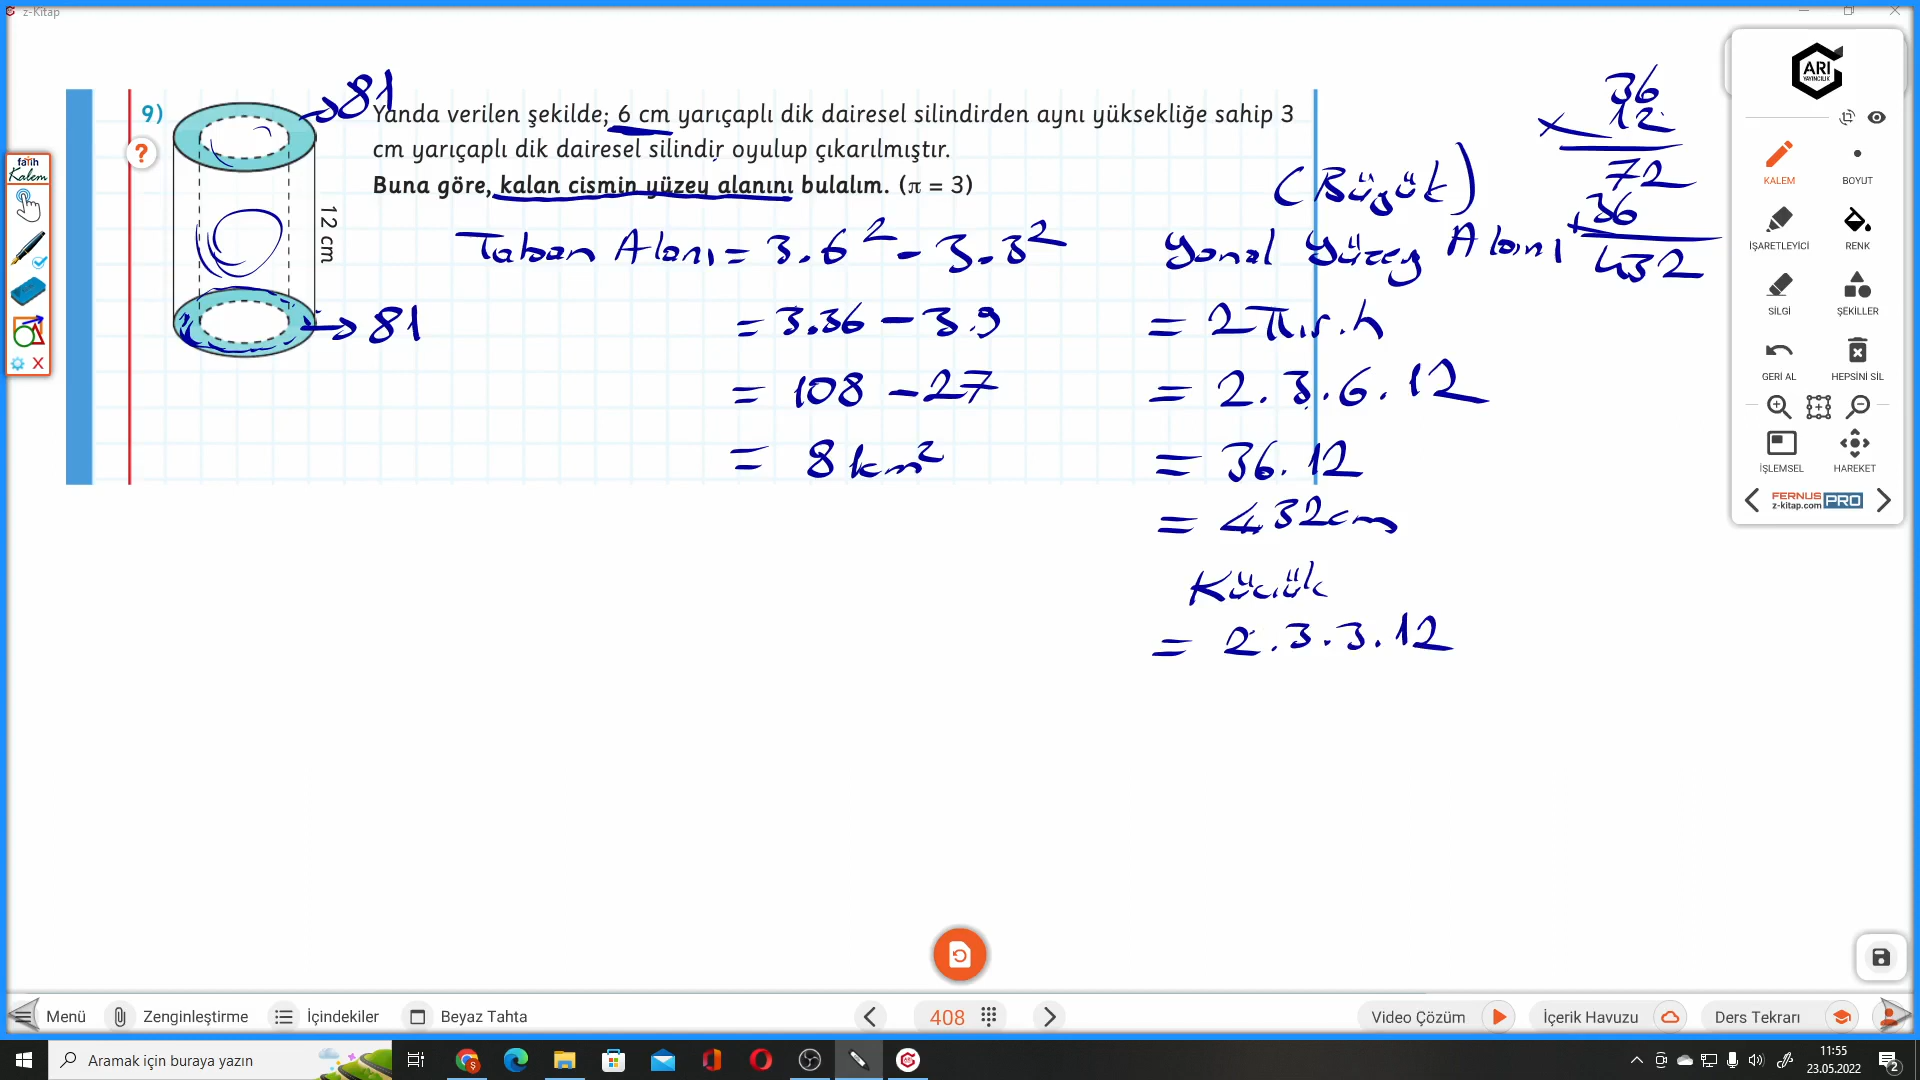 z-Kitap
9)
?
→81
Yanda verilen şekilde; 6 cm yarıçaplı dik dairesel silindirden aynı yüksekliğe sahip 3
cm yarıçaplı dik dairesel silindir oyulup çıkarılmıştır.
Buna göre, kalan cismin yüzey alanını bulalım. (π = 3)
12 cm
→81
Taban Alanı = 3.6² - 3.3²
= 3.36 - 3.9
= 108 - 27
= 81cm²
(Büyük)
Yanal Yüzey Alanı
= 2π.r.h
= 2.3.6.12
= 36.12
= 432cm
Küçük
= 2.3.3.12
36
× 12
72
+ 36
432
fatih
Kalem
X
ARI
YAYINCILIK
KALEM
BOYUT
İŞARETLEYİCİ
RENK
SİLGİ
ŞEKİLLER
GERİ AL
HEPSİNİ SİL
İŞLEMSEL
HAREKET
FERNUS PRO
z-kitap.com
Menü
Zenginleştirme
İçindekiler
Beyaz Tahta
408
Video Çözüm
İçerik Havuzu
Ders Tekrarı
Aramak için buraya yazın
11:55
23.05.2022
2